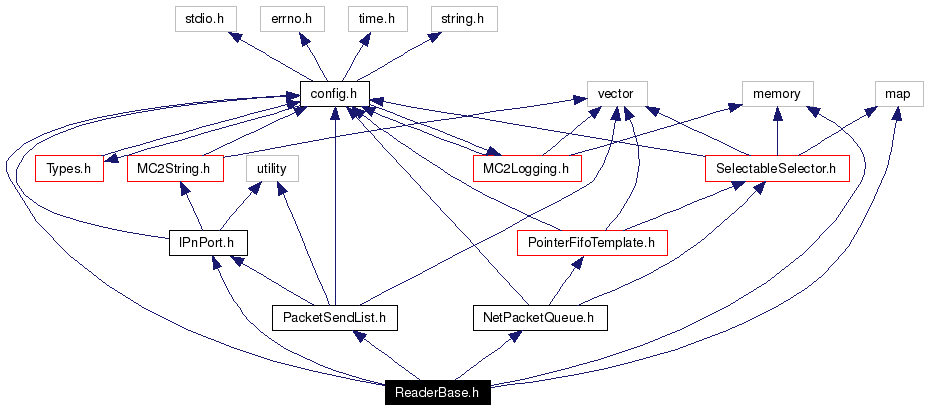 stdio.h
errno.h
time.h
string.h
config.h
vector
memory
map
Types.h
MC2String.h
utility
MC2Logging.h
SelectableSelector.h
IPnPort.h
PointerFifoTemplate.h
PacketSendList.h
NetPacketQueue.h
ReaderBase.h